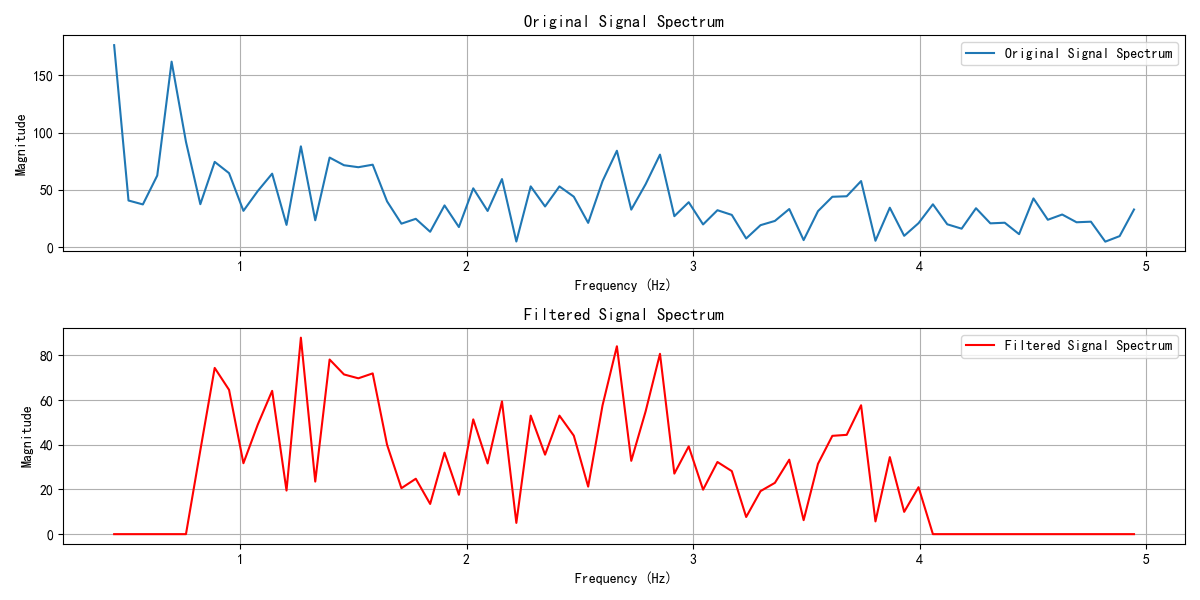 Original Signal Spectrum
Original Signal Spectrum
Magnitude
150
100
50
0
1 2 3 4 5
Frequency (Hz)
Filtered Signal Spectrum
Filtered Signal Spectrum
Magnitude
80
60
40
20
0
1 2 3 4 5
Frequency (Hz)